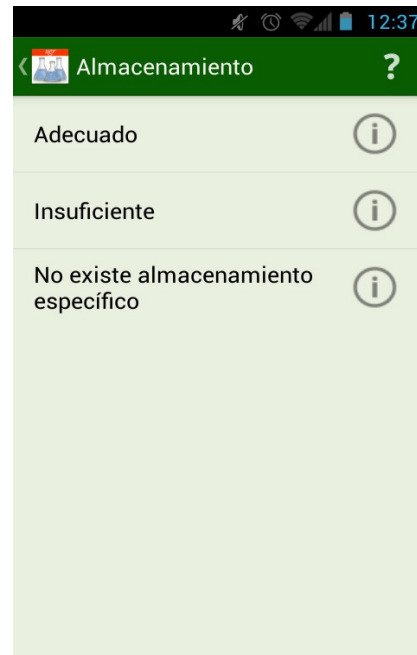 12:37
Almacenamiento
?
Adecuado
i
Insuficiente
i
No existe almacenamiento
específico
i